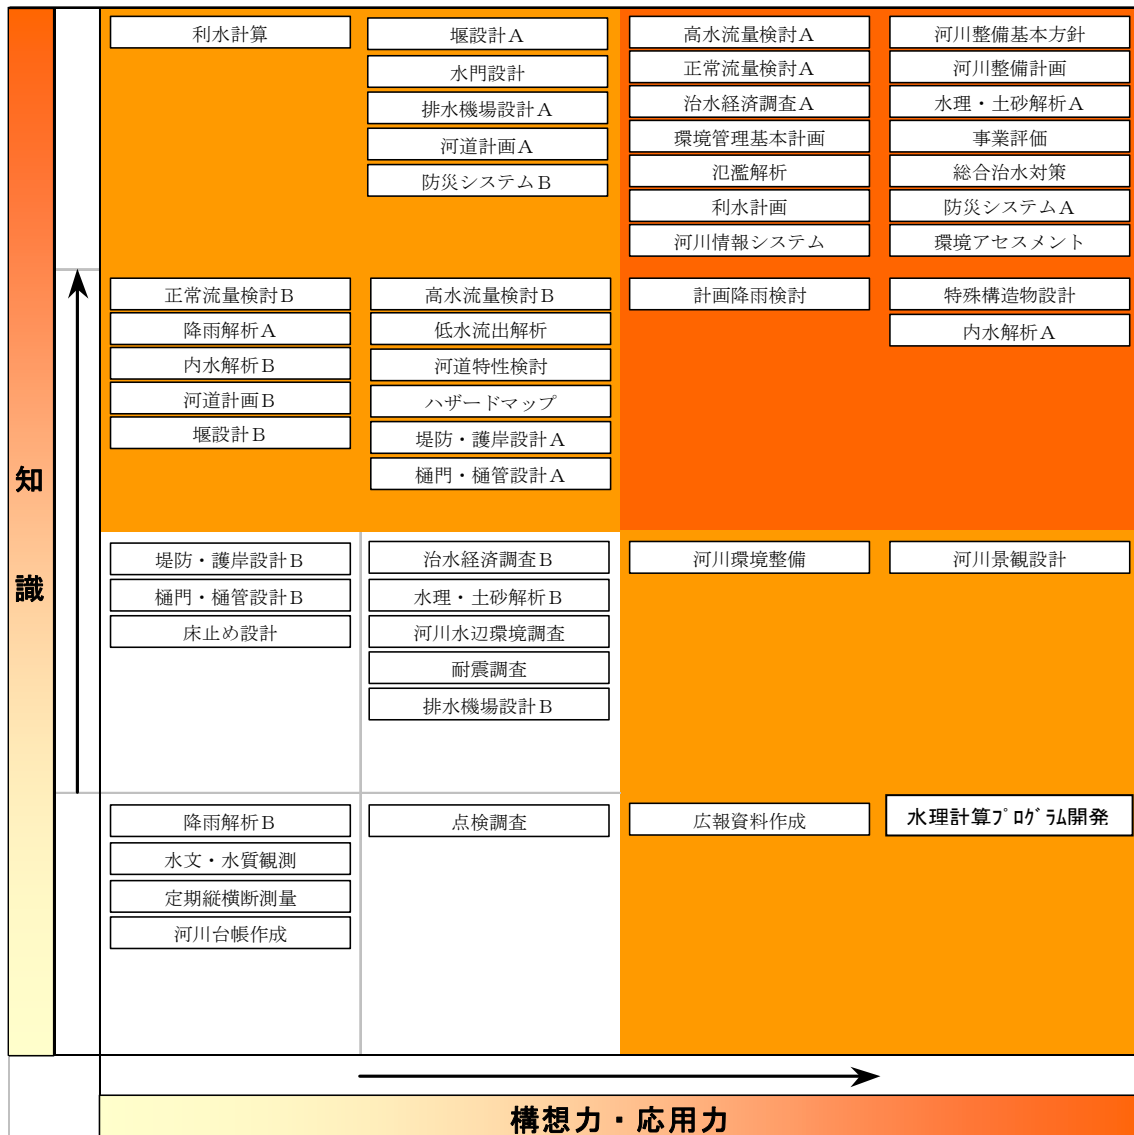 利水計算
堰設計A
水門設計
排水機場設計A
河道計画A
防災システムB
高水流量検討A
正常流量検討A
治水経済調査A
環境管理基本計画
氾濫解析
利水計画
河川情報システム
河川整備基本方針
河川整備計画
水理・土砂解析A
事業評価
総合治水対策
防災システムA
環境アセスメント
正常流量検討B
降雨解析A
内水解析B
河道計画B
堰設計B
高水流量検討B
低水流出解析
河道特性検討
ハザードマップ
堤防・護岸設計A
樋門・樋管設計A
計画降雨検討
特殊構造物設計
内水解析A
堤防・護岸設計B
樋門・樋管設計B
床止め設計
治水経済調査B
水理・土砂解析B
河川水辺環境調査
耐震調査
排水機場設計B
河川環境整備
河川景観設計
降雨解析B
水文・水質観測
定期縦横断測量
河川台帳作成
点検調査
広報資料作成
水理計算ﾌﾟﾛｸﾞﾗﾑ開発
知識
構想力・応用力